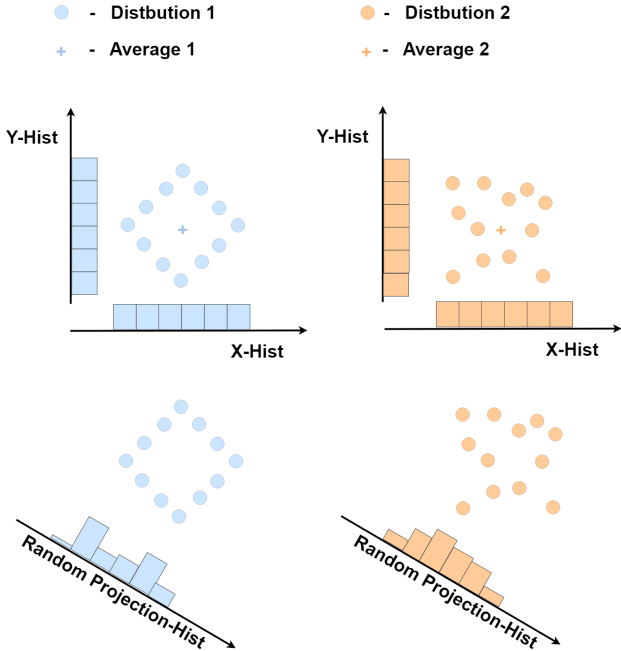 - Distbution 1
- Distbution 2
- Average 1
- Average 2
Y-Hist
Y-Hist
X-Hist
X-Hist
Random Projection-Hist
Random Projection-Hist